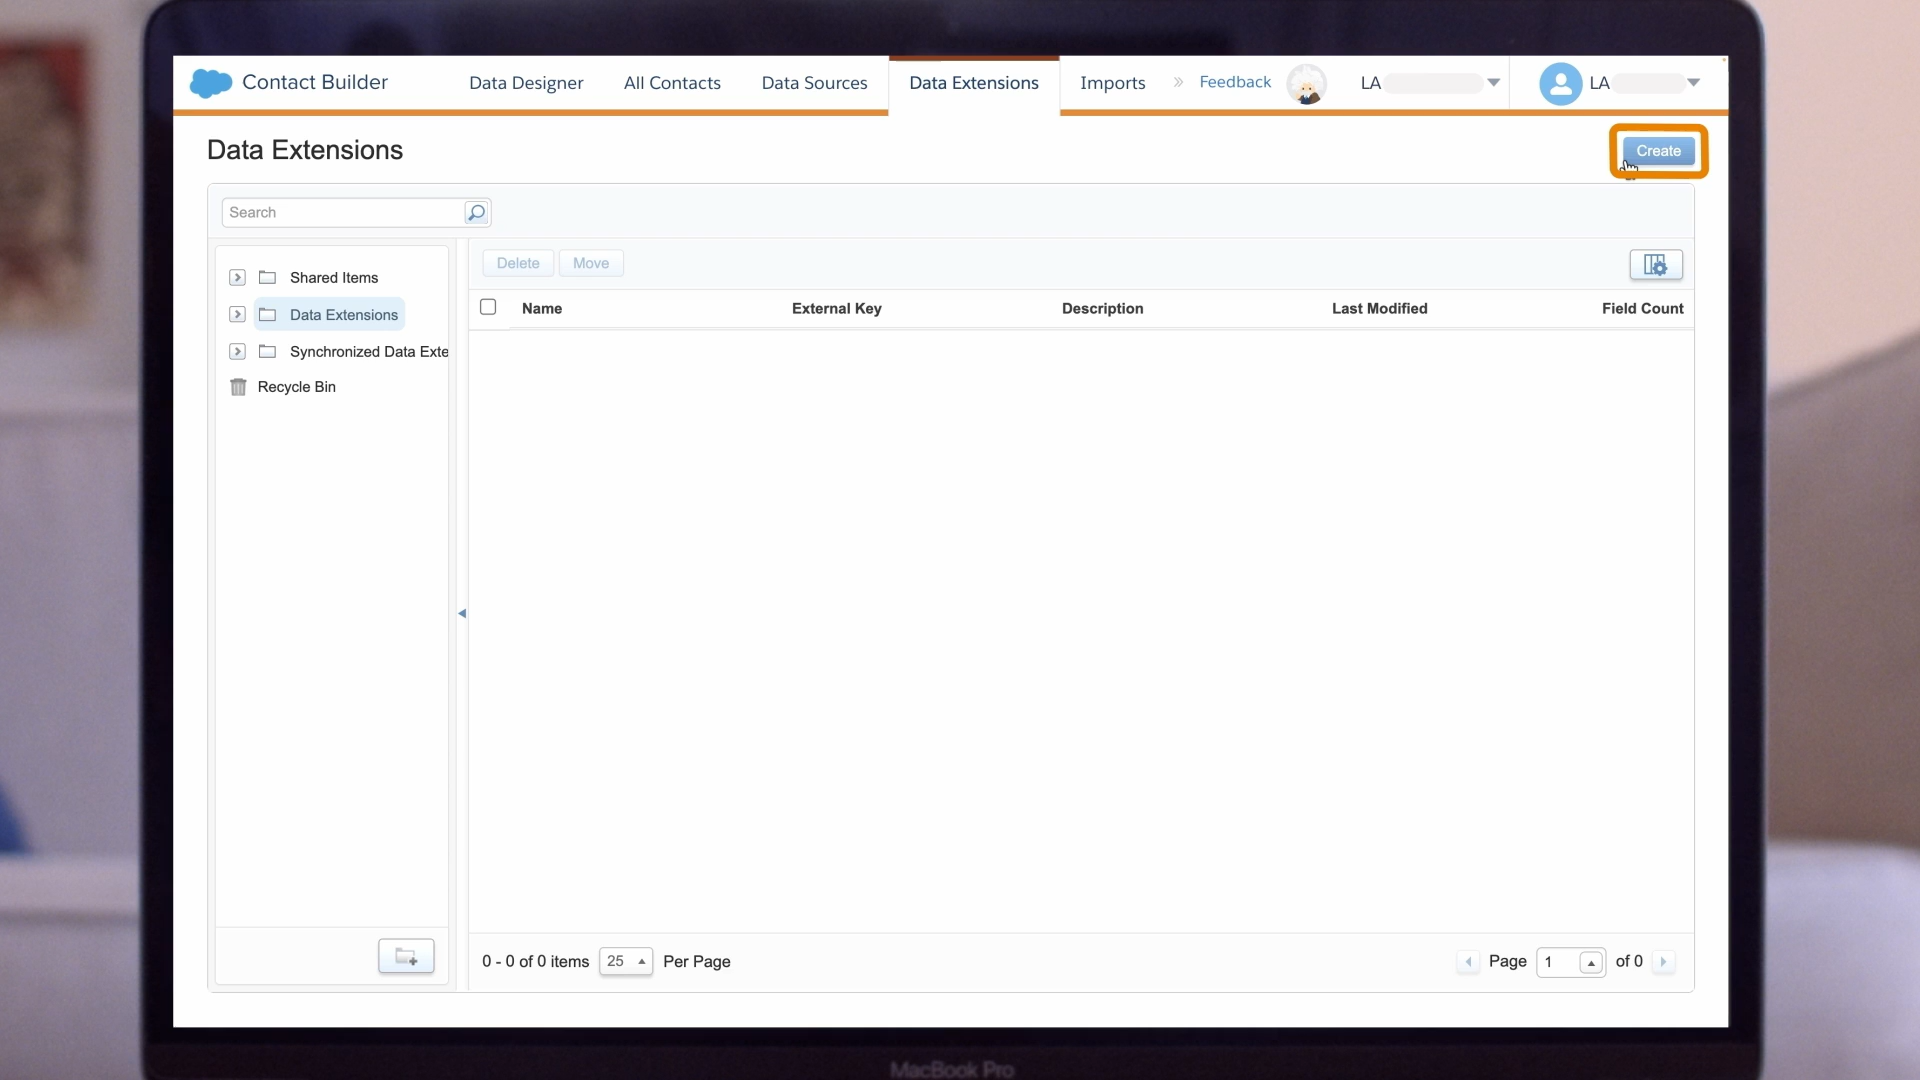 Contact Builder
Data Designer
All Contacts
Data Sources
Data Extensions
Imports
Feedback
LA
LA
Data Extensions
Create
Search
Shared Items
Data Extensions
Synchronized Data Exte
Recycle Bin
Delete
Move
Name
External Key
Description
Last Modified
Field Count
0 - 0 of 0 items
25
Per Page
Page
1
of 0
MacBook Pro